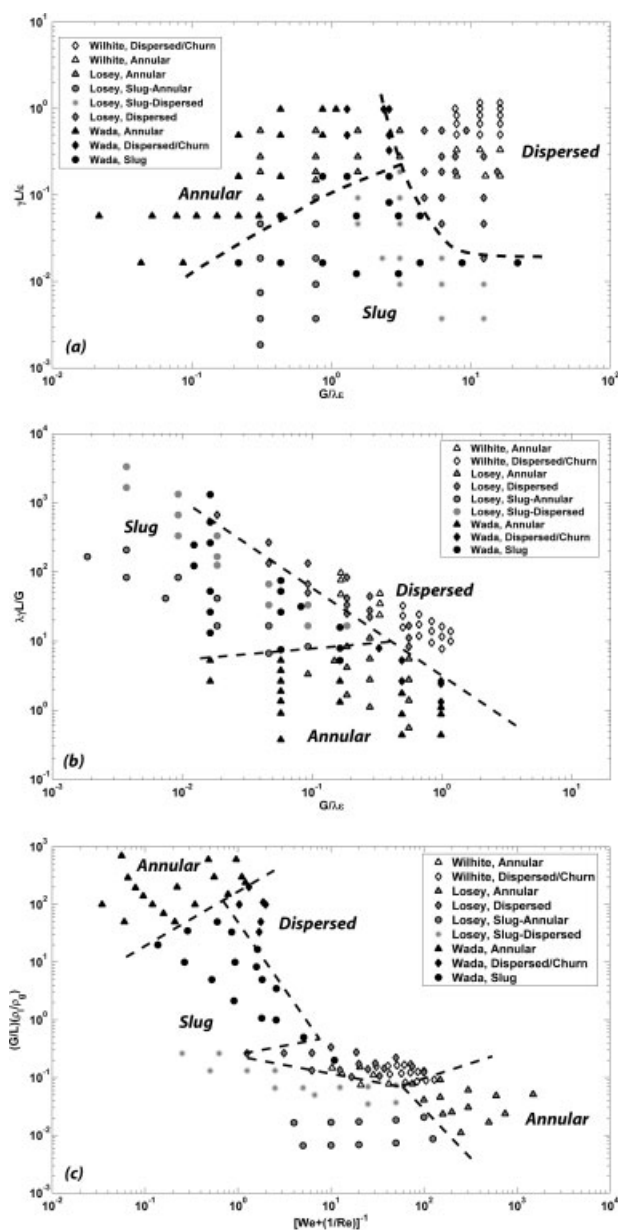 (a)
Wilhite, Dispersed/Churn
Wilhite, Annular
Losey, Annular
Losey, Slug-Annular
Losey, Slug-Dispersed
Losey, Dispersed
Wada, Annular
Wada, Dispersed/Churn
Wada, Slug
Annular
Dispersed
Slug
γL/ε
10¹
10⁰
10⁻¹
10⁻²
10⁻³
10⁻² 10⁻¹ 10⁰ 10¹ 10²
G/λε
(b)
Wilhite, Annular
Wilhite, Dispersed/Churn
Losey, Annular
Losey, Dispersed
Losey, Slug-Annular
Losey, Slug-Dispersed
Wada, Annular
Wada, Dispersed/Churn
Wada, Slug
Slug
Dispersed
Annular
λγL/G
10⁴
10³
10²
10¹
10⁰
10⁻¹
10⁻³ 10⁻² 10⁻¹ 10⁰ 10¹
G/λε
(c)
Wilhite, Annular
Wilhite, Dispersed/Churn
Losey, Annular
Losey, Dispersed
Losey, Slug-Annular
Losey, Slug-Dispersed
Wada, Annular
Wada, Dispersed/Churn
Wada, Slug
Annular
Dispersed
Slug
Annular
(G/L)(ρₗ/ρg)
10³
10²
10¹
10⁰
10⁻¹
10⁻²
10⁻³
10⁻² 10⁻¹ 10⁰ 10¹ 10² 10³ 10⁴
[We+(1/Re)]⁻¹